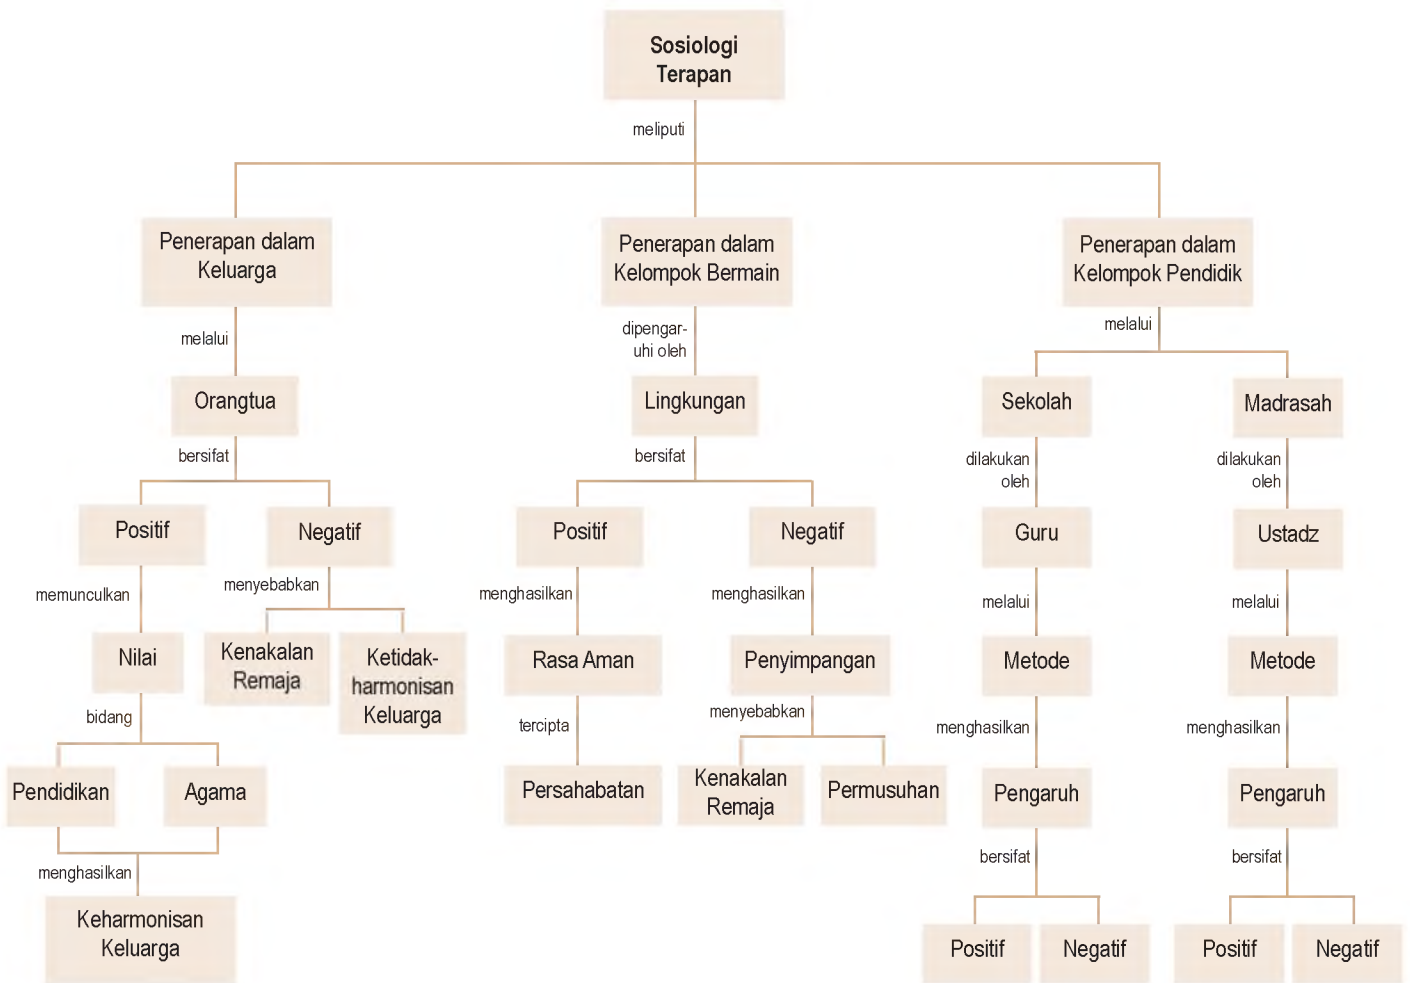 Sosiologi
Terapan
meliputi
Penerapan dalam
Keluarga
melalui
Orangtua
bersifat
Positif
Negatif
memunculkan
menyebabkan
Nilai
Kenakalan
Remaja
Ketidak-
harmonisan
Keluarga
bidang
Pendidikan
Agama
menghasilkan
Keharmonisan
Keluarga
Penerapan dalam
Kelompok Bermain
dipengar-
uhi oleh
Lingkungan
bersifat
Positif
Negatif
menghasilkan
menghasilkan
Rasa Aman
Penyimpangan
tercipta
menyebabkan
Persahabatan
Kenakalan
Remaja
Permusuhan
Penerapan dalam
Kelompok Pendidik
melalui
Sekolah
Madrasah
dilakukan
oleh
dilakukan
oleh
Guru
Ustadz
melalui
melalui
Metode
Metode
menghasilkan
menghasilkan
Pengaruh
Pengaruh
bersifat
bersifat
Positif
Negatif
Positif
Negatif